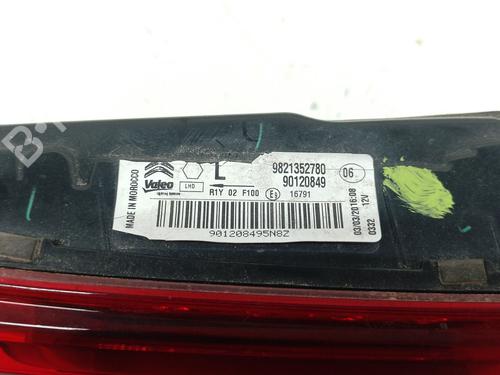 MADE IN MOROCCO
Valeo
LHD
L
9821352780
90120849
06
R1Y 02 F100
E9
16791
901208495N8Z
03/03/2016:08
0332 12V